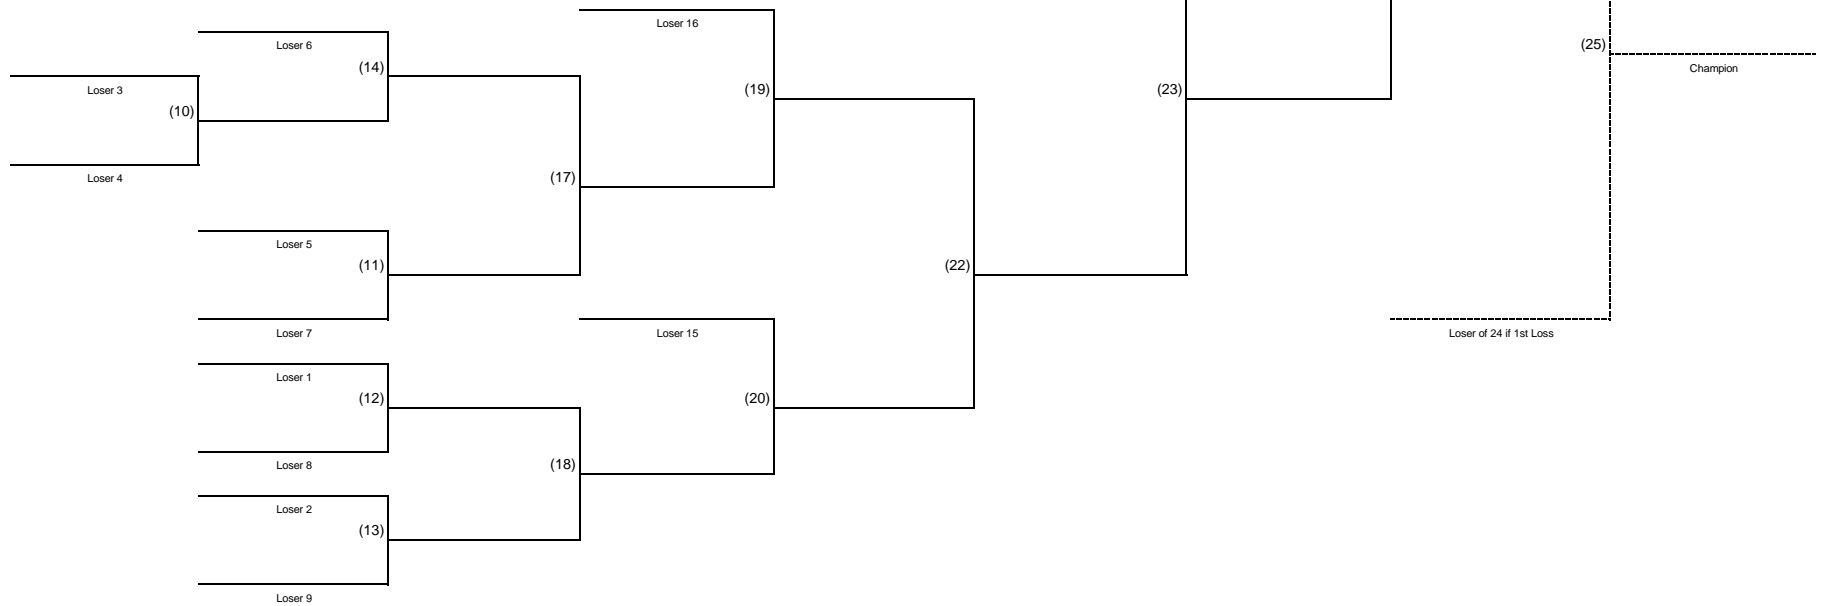 Loser 16
Loser 6
(25)
(14)
Champion
Loser 3
(19)
(23)
(10)
Loser 4
(17)
Loser 5
(11)
(22)
Loser 7
Loser 15
Loser of 24 if 1st Loss
Loser 1
(12)
(20)
Loser 8
(18)
Loser 2
(13)
Loser 9